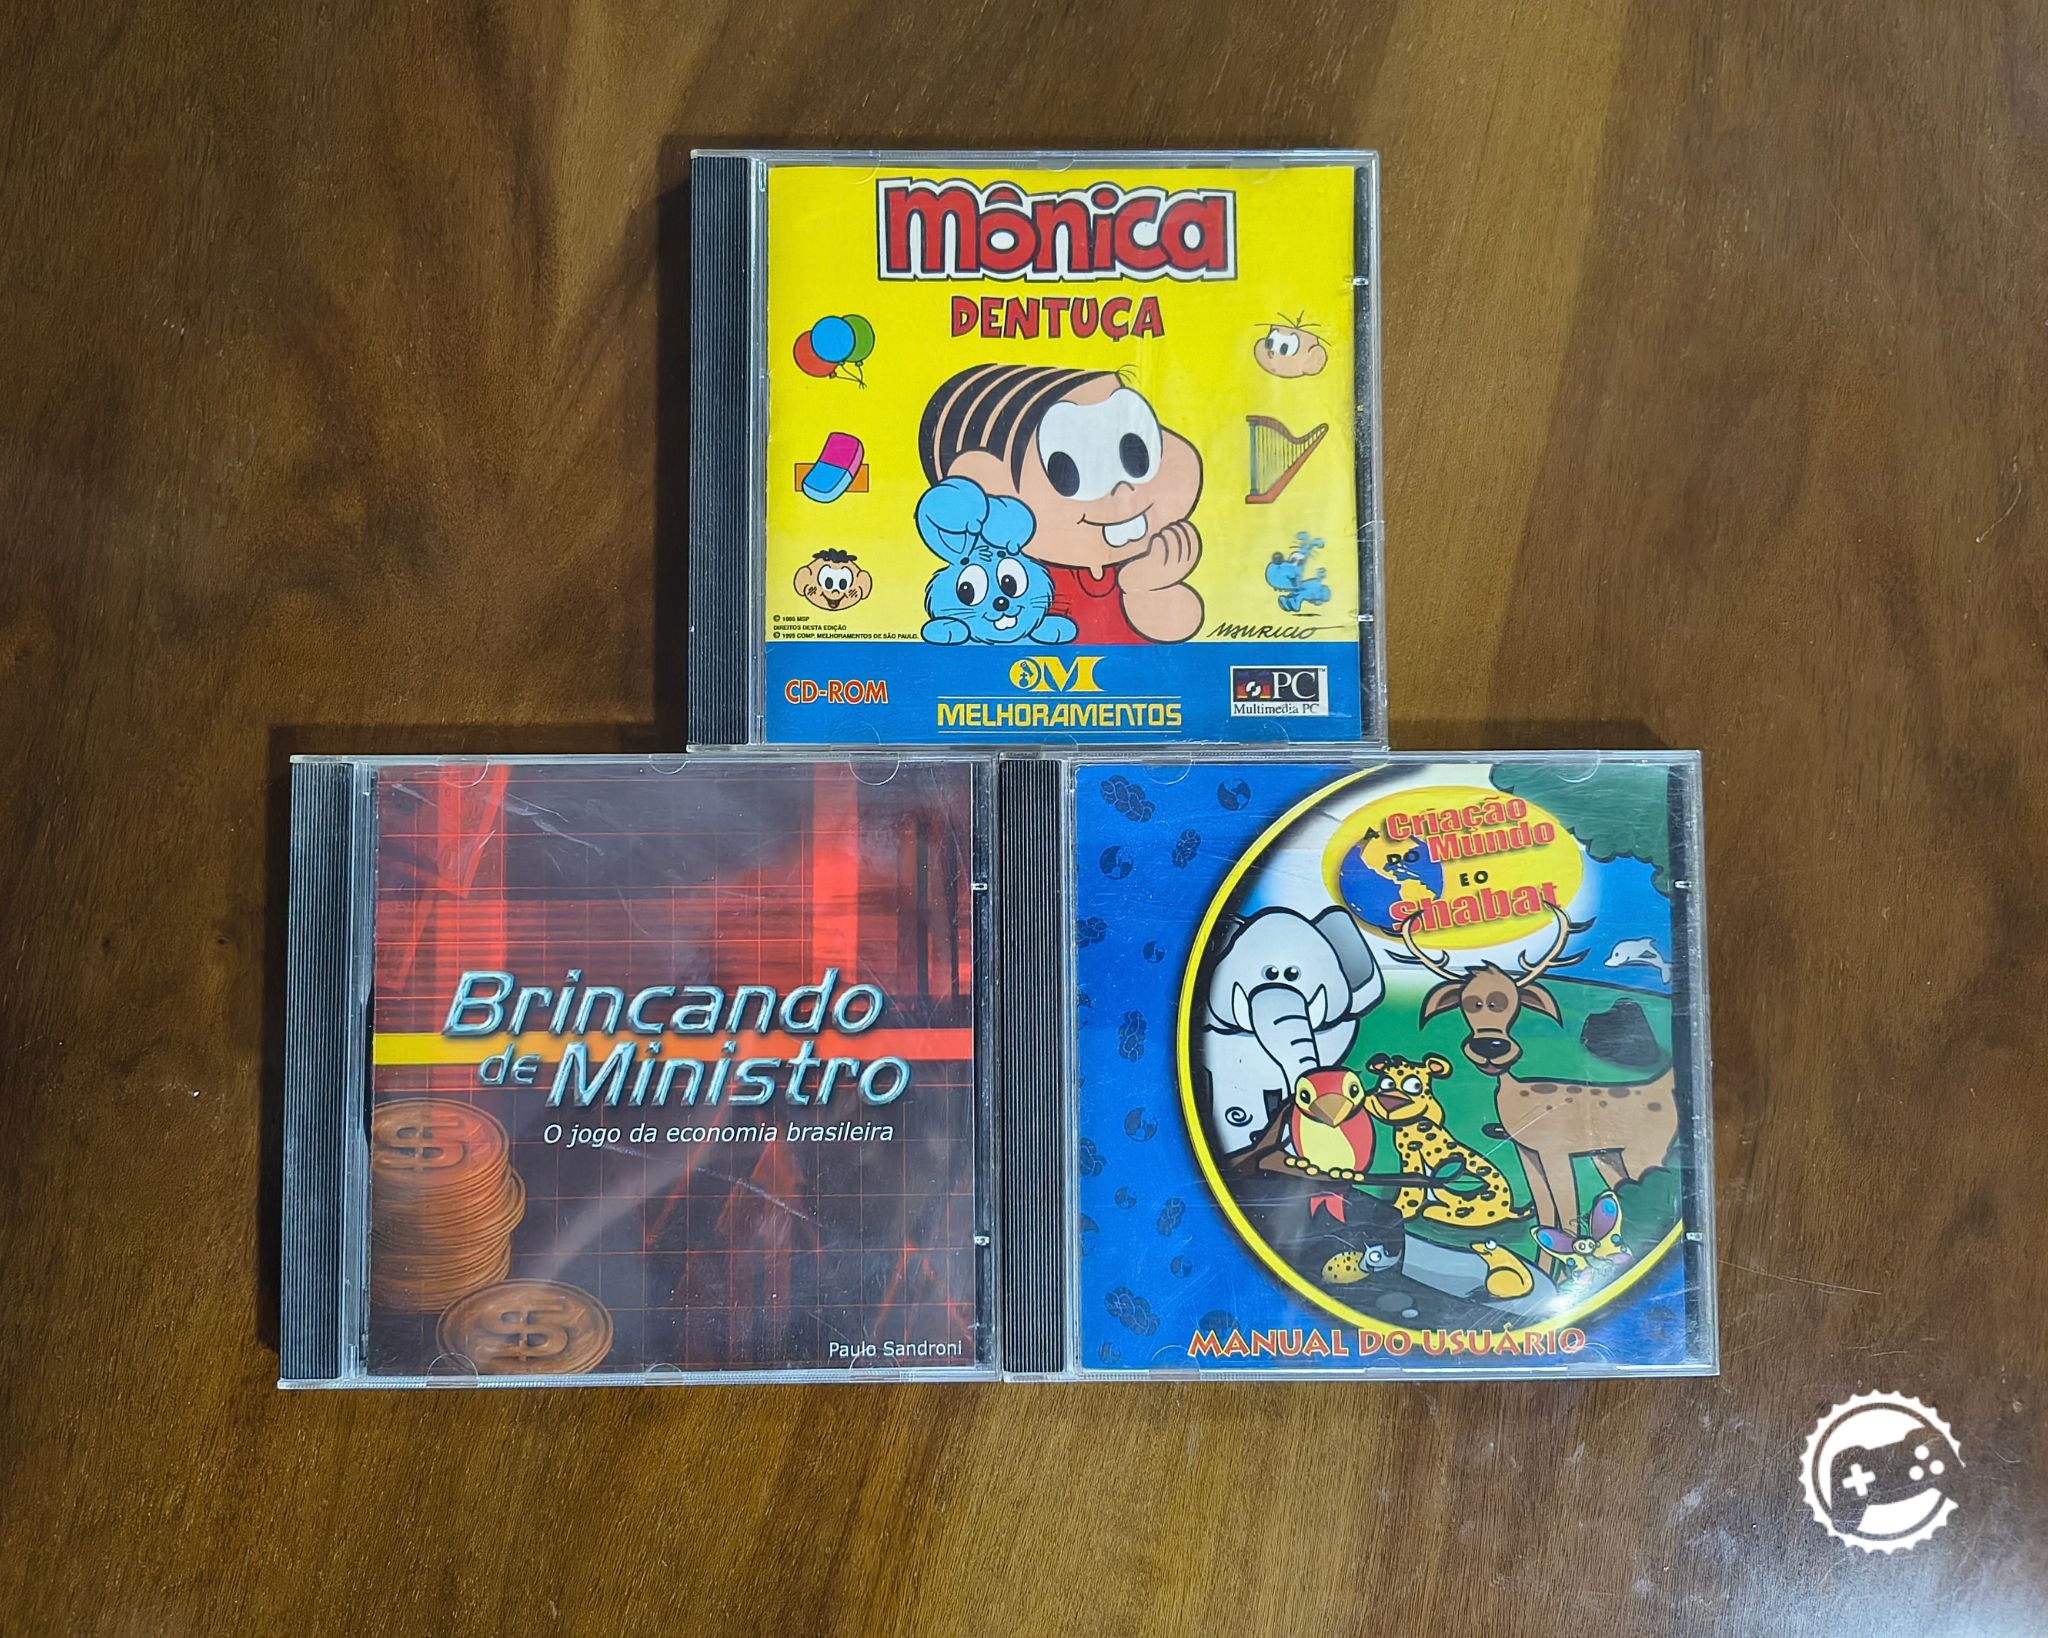 mônica
DENTUÇA
© 1995 MSP
DIREITOS DESTA EDIÇÃO
© 1995 COMP. MELHORAMENTOS DE SÃO PAULO.
MAURICIO
CD-ROM
M
MELHORAMENTOS
PC
Multimedia PC
Brincando
de Ministro
O jogo da economia brasileira
Paulo Sandroni
A Criação
DO Mundo
E O
Shabat
MANUAL DO USUÁRIO